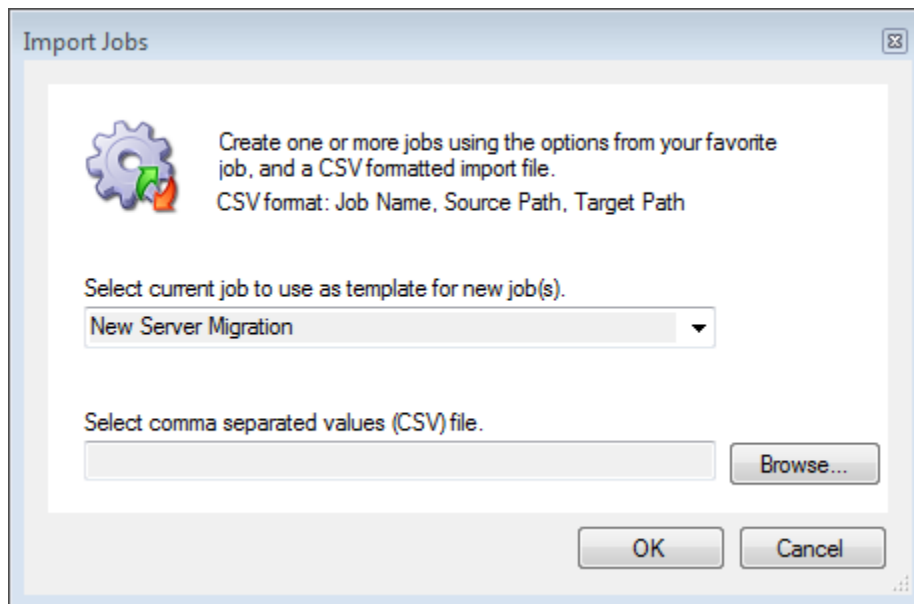 Import Jobs
Create one or more jobs using the options from your favorite
job, and a CSV formatted import file.
CSV format: Job Name, Source Path, Target Path
Select current job to use as template for new job(s).
New Server Migration
Select comma separated values (CSV) file.
Browse...
OK
Cancel